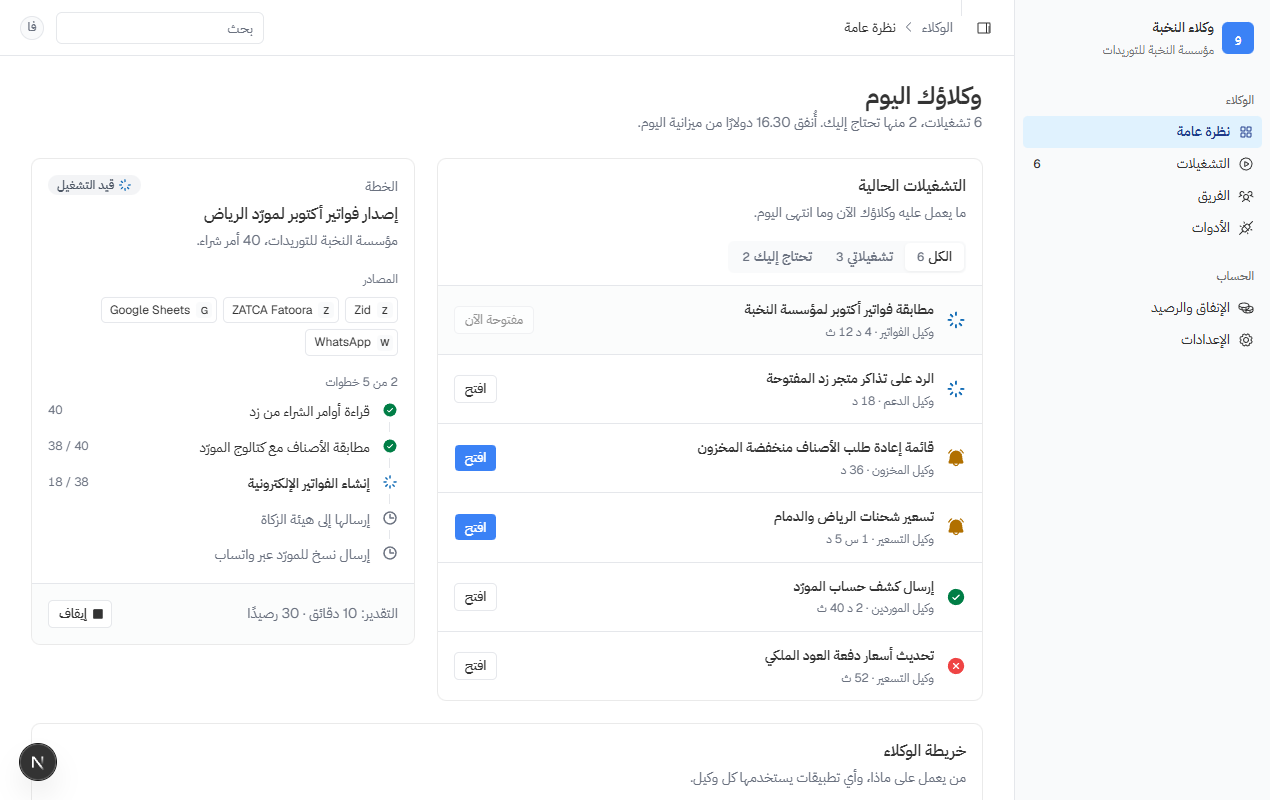 و
وكلاء النخبة
مؤسسة النخبة للتوريدات
الوكلاء
نظرة عامة
التشغيلات 6
الفريق
الأدوات
الحساب
الإنفاق والرصيد
الإعدادات
الوكلاء
نظرة عامة
بحث
فا
وكلاؤك اليوم
6 تشغيلات، 2 منها تحتاج إليك. أُنفق 16.30 دولارًا من ميزانية اليوم.
التشغيلات الحالية
ما يعمل عليه وكلاؤك الآن وما انتهى اليوم.
الكل 6
تشغيلاتي 3
تحتاج إليك 2
مطابقة فواتير أكتوبر لمؤسسة النخبة
وكيل الفواتير · 4 د 12 ث
مفتوحة الآن
الرد على تذاكر متجر زد المفتوحة
وكيل الدعم · 18 د
افتح
قائمة إعادة طلب الأصناف منخفضة المخزون
وكيل المخزون · 36 د
افتح
تسعير شحنات الرياض والدمام
وكيل التسعير · 1 س 5 د
افتح
إرسال كشف حساب المورّد
وكيل الموردين · 2 د 40 ث
افتح
تحديث أسعار دفعة العود الملكي
وكيل التسعير · 52 ث
افتح
الخطة
قيد التشغيل
إصدار فواتير أكتوبر لمورّد الرياض
مؤسسة النخبة للتوريدات، 40 أمر شراء.
المصادر
Z Zid
Z ZATCA Fatoora
G Google Sheets
W WhatsApp
2 من 5 خطوات
قراءة أوامر الشراء من زد
40
مطابقة الأصناف مع كتالوج المورّد
38 / 40
إنشاء الفواتير الإلكترونية
18 / 38
إرسالها إلى هيئة الزكاة
إرسال نسخ للمورّد عبر واتساب
التقدير: 10 دقائق · 30 رصيدًا
إيقاف
خريطة الوكلاء
من يعمل على ماذا، وأي تطبيقات يستخدمها كل وكيل.
N